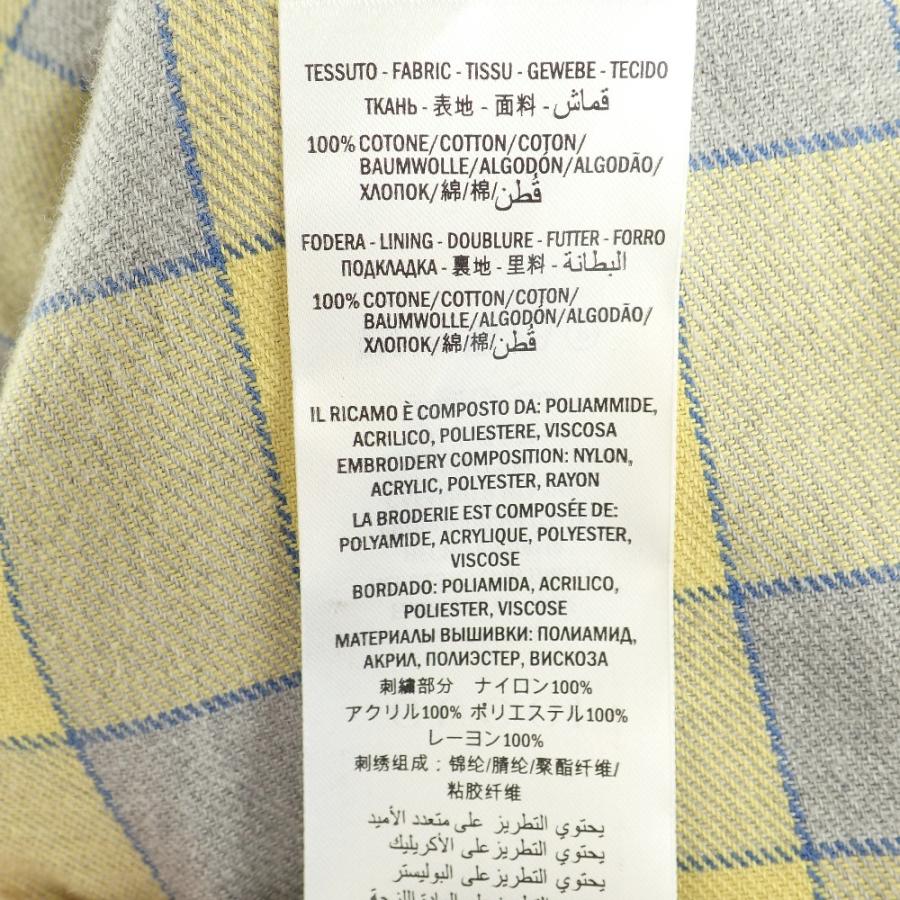 TESSUTO - FABRIC - TISSU - GEWEBE - TECIDO
ТКАНЬ - 表地 - 面料 - قماش
100% COTONE/COTTON/COTON/
BAUMWOLLE/ALGODÓN/ALGODÃO/
ХЛОПОК/綿/棉/قُطن
FODERA - LINING - DOUBLURE - FUTTER - FORRO
ПОДКЛАДКА - 裏地 - 里料 - البطانة
100% COTONE/COTTON/COTON/
BAUMWOLLE/ALGODÓN/ALGODÃO/
ХЛОПОК/綿/棉/قُطن
IL RICAMO È COMPOSTO DA: POLIAMMIDE,
ACRILICO, POLIESTERE, VISCOSA
EMBROIDERY COMPOSITION: NYLON,
ACRYLIC, POLYESTER, RAYON
LA BRODERIE EST COMPOSÉE DE:
POLYAMIDE, ACRYLIQUE, POLYESTER,
VISCOSE
BORDADO: POLIAMIDA, ACRILICO,
POLIESTER, VISCOSE
МАТЕРИАЛЫ ВЫШИВКИ: ПОЛИАМИД,
АКРИЛ, ПОЛИЭСТЕР, ВИСКОЗА
刺繍部分 ナイロン100%
アクリル100% ポリエステル100%
レーヨン100%
刺绣组成：锦纶/腈纶/聚酯纤维/
粘胶纤维
يحتوي التطريز على متعدد الأميد
يحتوي التطريز على الأكريليك
يحتوي التطريز على البوليستر
يحتوي التطريز على المادة اللزجة